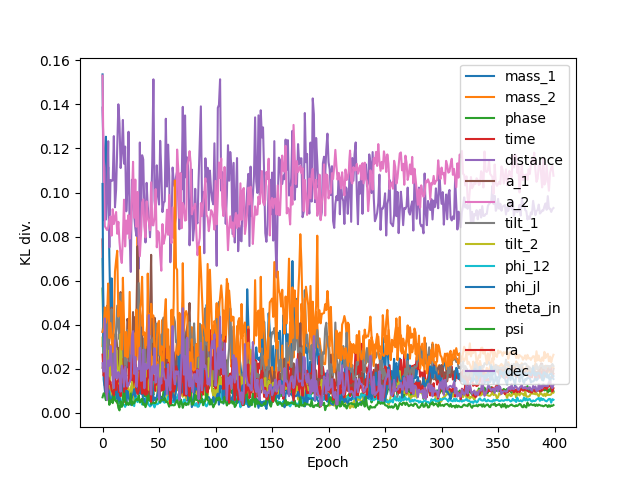 0.16
0.14
0.12
0.10
0.08
0.06
0.04
0.02
0.00
KL div.
0 50 100 150 200 250 300 350 400
Epoch
mass_1
mass_2
phase
time
distance
a_1
a_2
tilt_1
tilt_2
phi_12
phi_jl
theta_jn
psi
ra
dec